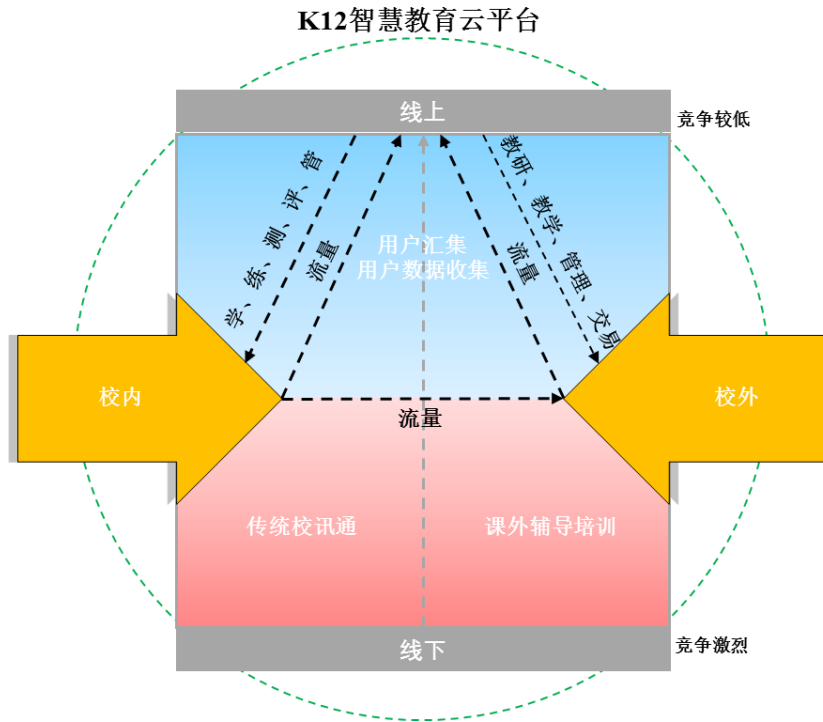 K12智慧教育云平台
线上
竞争较低
学、练、测、评、管
流量
用户汇集
用户数据收集
流量
教研、教学、管理、交易
校内
校外
流量
传统校讯通
课外辅导培训
线下
竞争激烈